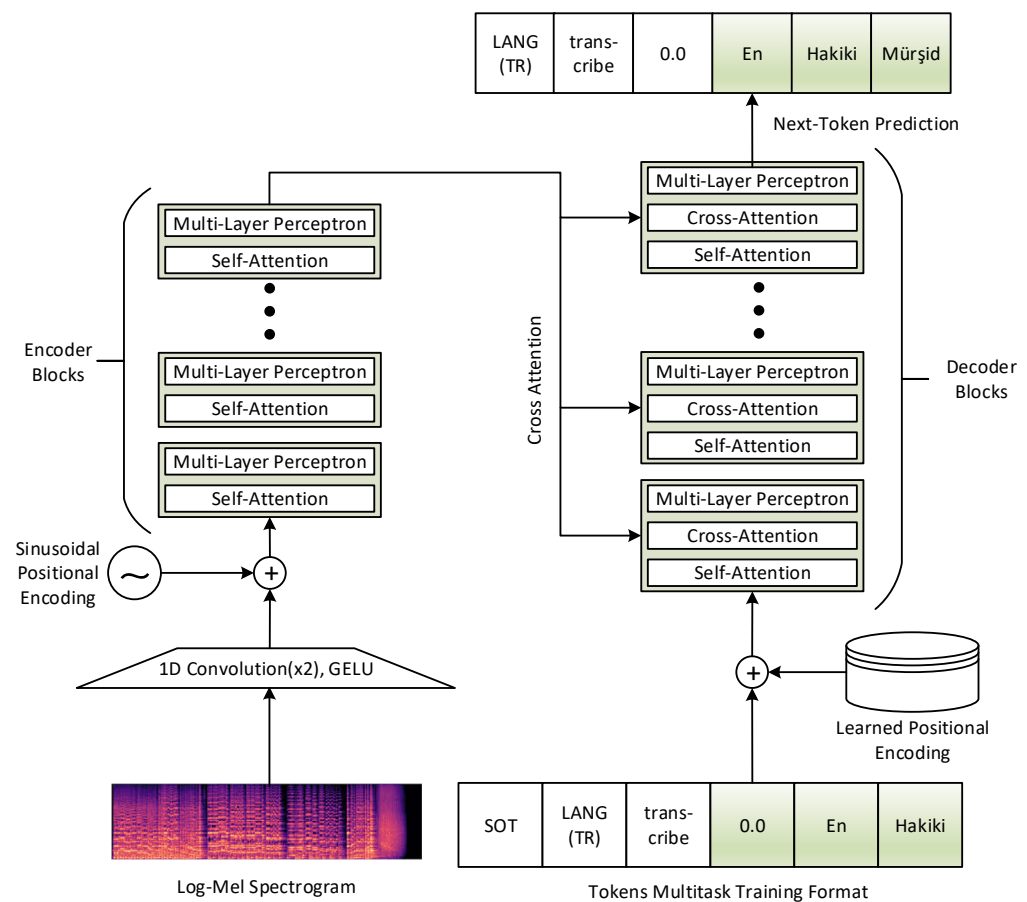 LANG
(TR)
trans-
cribe
0.0
En
Hakiki
Mürşid
Next-Token Prediction
Multi-Layer Perceptron
Cross-Attention
Self-Attention
Multi-Layer Perceptron
Self-Attention
Encoder
Blocks
Multi-Layer Perceptron
Self-Attention
Multi-Layer Perceptron
Self-Attention
Cross Attention
Multi-Layer Perceptron
Cross-Attention
Self-Attention
Multi-Layer Perceptron
Cross-Attention
Self-Attention
Decoder
Blocks
Sinusoidal
Positional
Encoding
~
+
1D Convolution(x2), GELU
+
Learned Positional
Encoding
Log-Mel Spectrogram
SOT
LANG
(TR)
trans-
cribe
0.0
En
Hakiki
Tokens Multitask Training Format